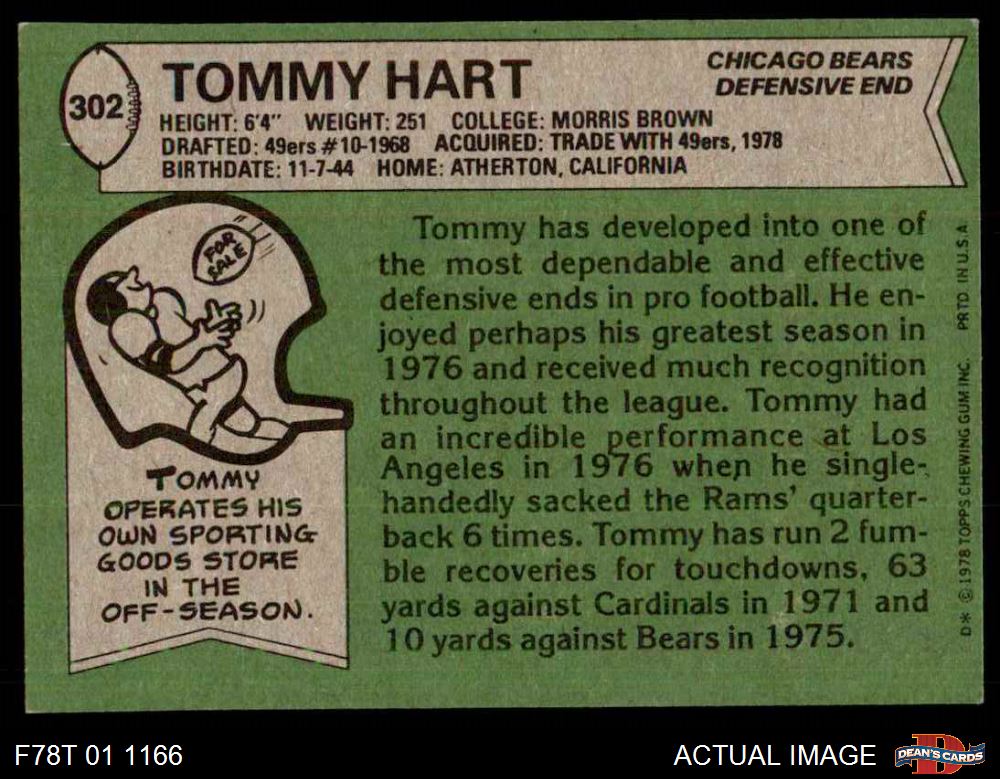 302
TOMMY HART
CHICAGO BEARS
DEFENSIVE END
HEIGHT: 6'4" WEIGHT: 251 COLLEGE: MORRIS BROWN
DRAFTED: 49ers #10-1968 ACQUIRED: TRADE WITH 49ers, 1978
BIRTHDATE: 11-7-44 HOME: ATHERTON, CALIFORNIA
FOR
SALE
TOMMY
OPERATES HIS
OWN SPORTING
GOODS STORE
IN THE
OFF-SEASON.
Tommy has developed into one of
the most dependable and effective
defensive ends in pro football. He en-
joyed perhaps his greatest season in
1976 and received much recognition
throughout the league. Tommy had
an incredible performance at Los
Angeles in 1976 when he single-
handedly sacked the Rams' quarter-
back 6 times. Tommy has run 2 fum-
ble recoveries for touchdowns, 63
yards against Cardinals in 1971 and
10 yards against Bears in 1975.
D* © 1978 TOPPS CHEWING GUM INC. PRTD IN U.S.A
F78T 01 1166
ACTUAL IMAGE
D
DEAN'S CARDS